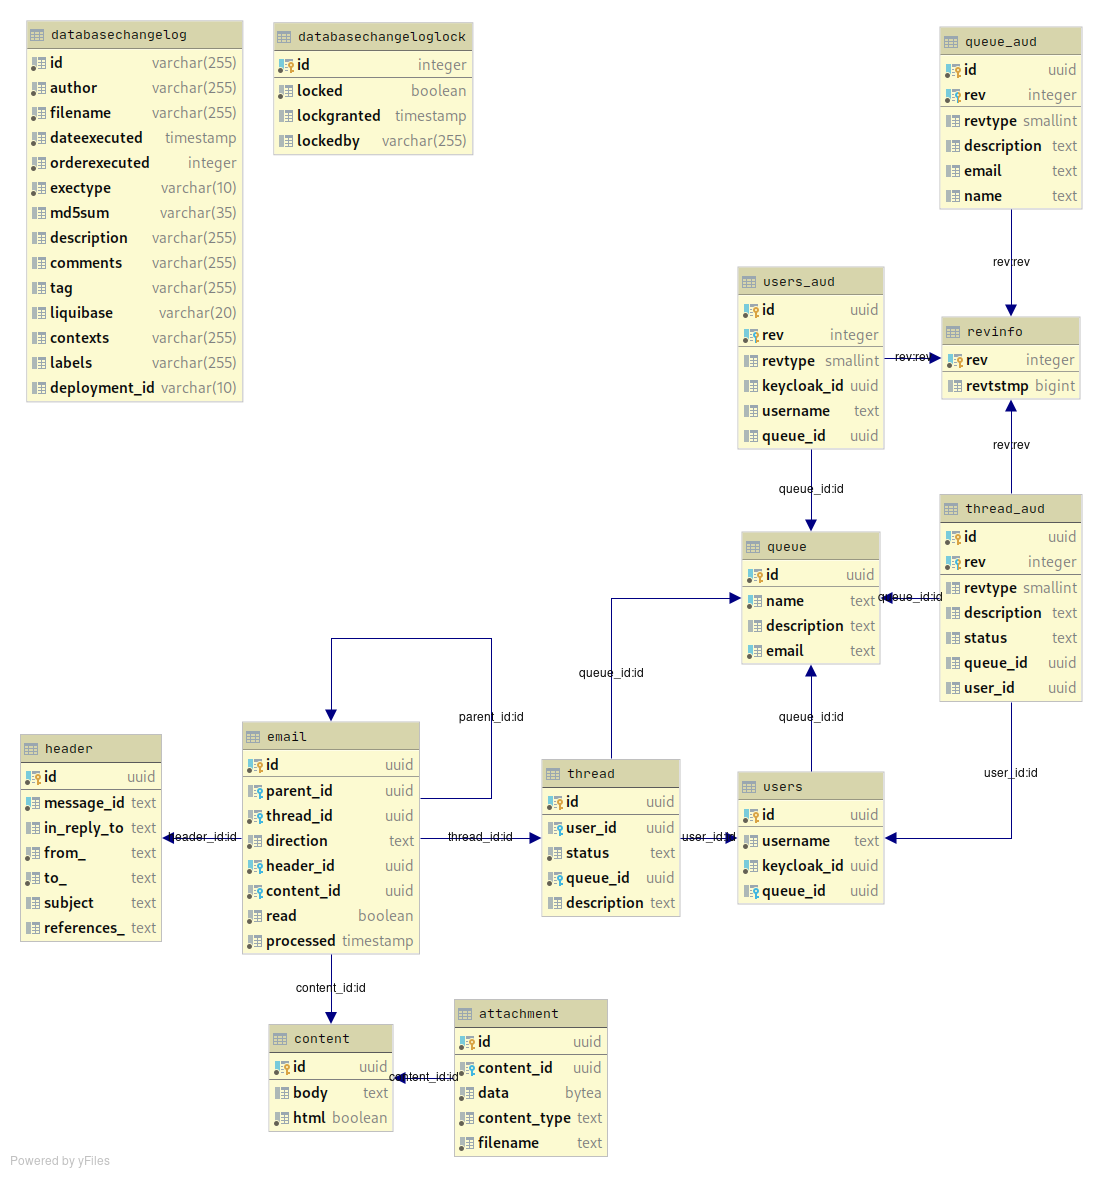 databasechangelog
id varchar(255)
author varchar(255)
filename varchar(255)
dateexecuted timestamp
orderexecuted integer
exectype varchar(10)
md5sum varchar(35)
description varchar(255)
comments varchar(255)
tag varchar(255)
liquibase varchar(20)
contexts varchar(255)
labels varchar(255)
deployment_id varchar(10)
databasechangeloglock
id integer
locked boolean
lockgranted timestamp
lockedby varchar(255)
queue_aud
id uuid
rev integer
revtype smallint
description text
email text
name text
rev:rev
users_aud
id uuid
rev integer
revtype smallint
keycloak_id uuid
username text
queue_id uuid
rev:rev
revinfo
rev integer
revtstmp bigint
rev:rev
queue_id:id
thread_aud
id uuid
rev integer
revtype smallint
description text
status text
queue_id uuid
user_id uuid
queue
id uuid
name text
description text
email text
queue_id:id
queue_id:id
queue_id:id
user_id:id
parent_id:id
header
id uuid
message_id text
in_reply_to text
from_ text
to_ text
subject text
references_ text
header_id:id
email
id uuid
parent_id uuid
thread_id uuid
direction text
header_id uuid
content_id uuid
read boolean
processed timestamp
thread_id:id
thread
id uuid
user_id uuid
status text
queue_id uuid
description text
user_id:id
users
id uuid
username text
keycloak_id uuid
queue_id uuid
content_id:id
content
id uuid
body text
html boolean
content_id:id
attachment
id uuid
content_id uuid
data bytea
content_type text
filename text
Powered by yFiles